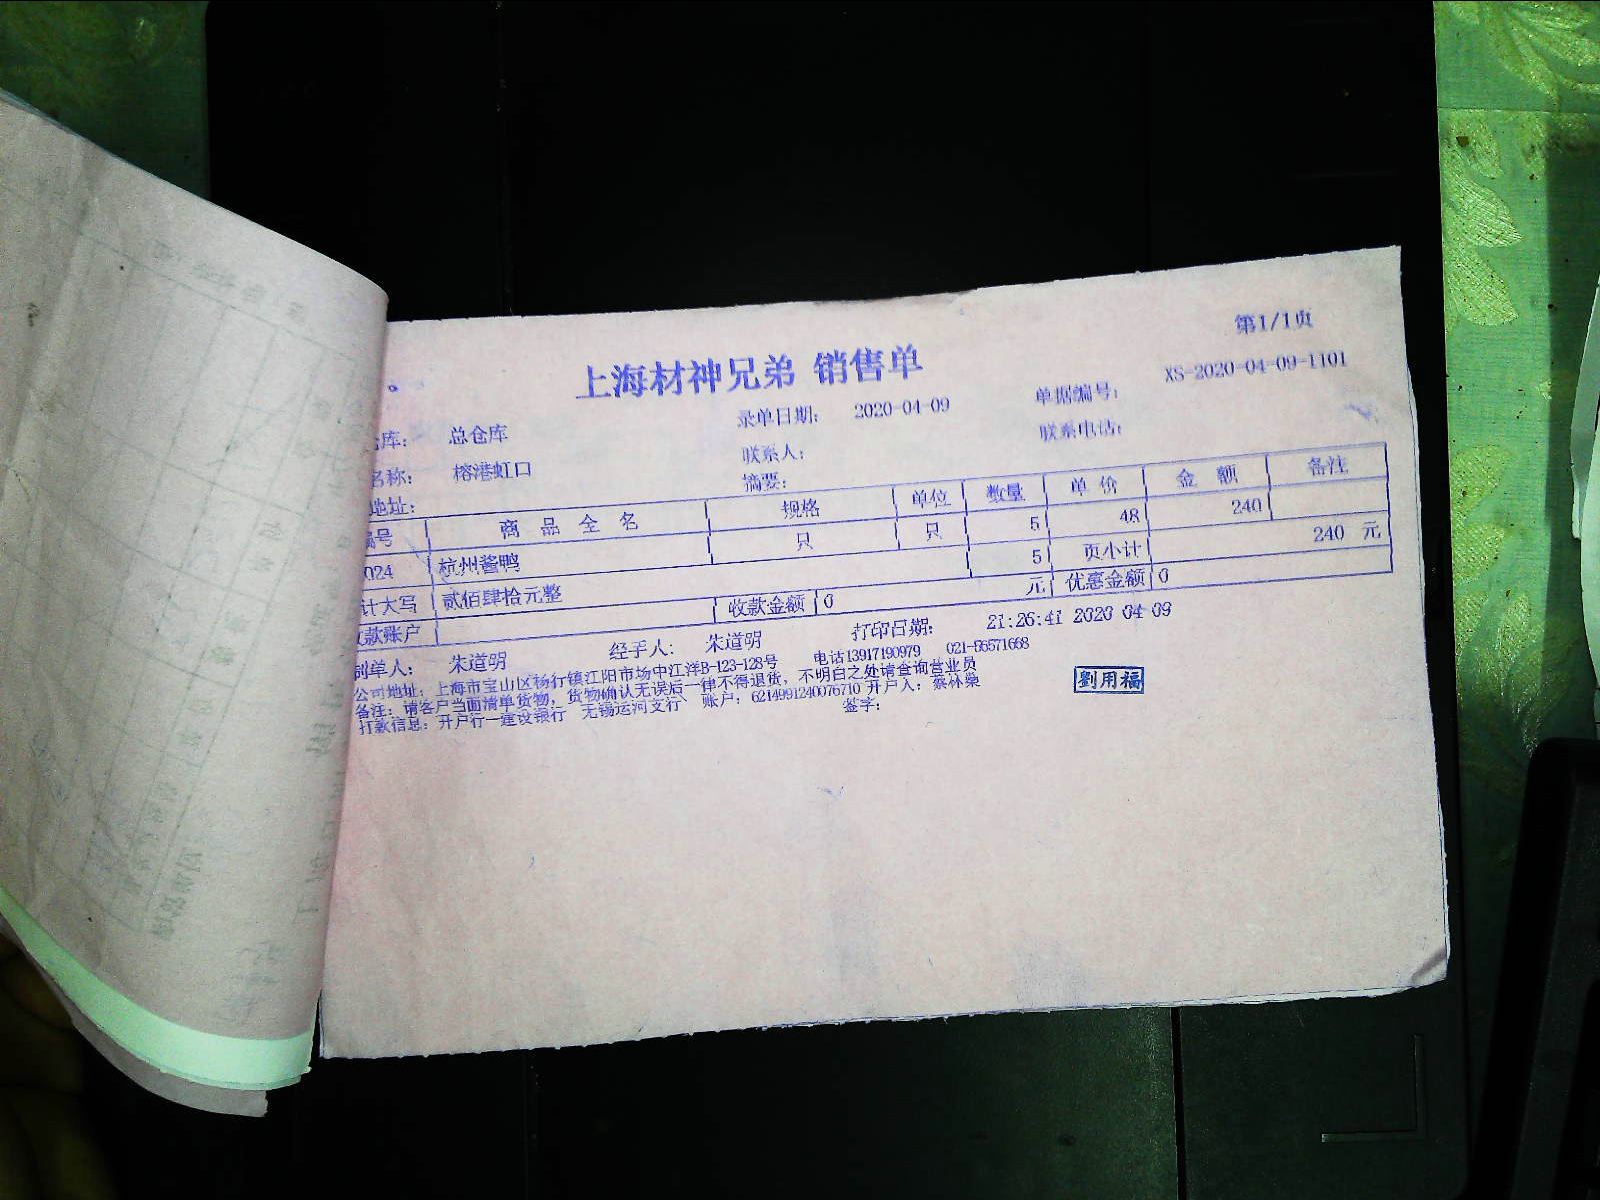 第1/1页
上海材神兄弟 销售单
仓库： 总仓库 录单日期： 2020-04-09 单据编号： XS-2020-04-09-1101
名称： 榕港虹口 联系人： 联系电话：
地址： 摘要：
编号 商品全名 规格 单位 数量 单价 金额 备注
024 杭州酱鸭 只 只 5 48 240
5 页小计 240 元
计大写 贰佰肆拾元整
款账户 收款金额 0 元 优惠金额 0
制单人： 朱道明 经手人： 朱道明 打印日期： 21:26:41 2020-04-09
公司地址：上海市宝山区杨行镇江阳市场中江洋B-123-128号 电话13917190979 021-56571668
备注：请客户当面清单货物，货物确认无误后一律不得退货，不明白之处请查询营业员
打款信息：开户行—建设银行 无锡运河支行、 账户：6214991240076710 开户人：蔡林燊
签字：
劉用福